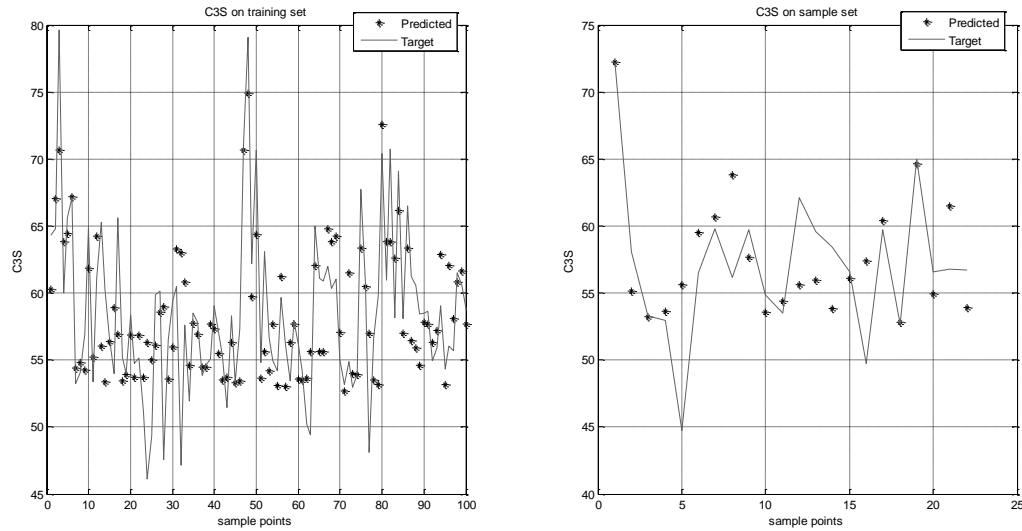 C3S on training set
Predicted
Target
80
75
70
65
60
55
50
45
C3S
0 10 20 30 40 50 60 70 80 90 100
sample points
C3S on sample set
Predicted
Target
75
70
65
60
55
50
45
40
C3S
0 5 10 15 20 25
sample points